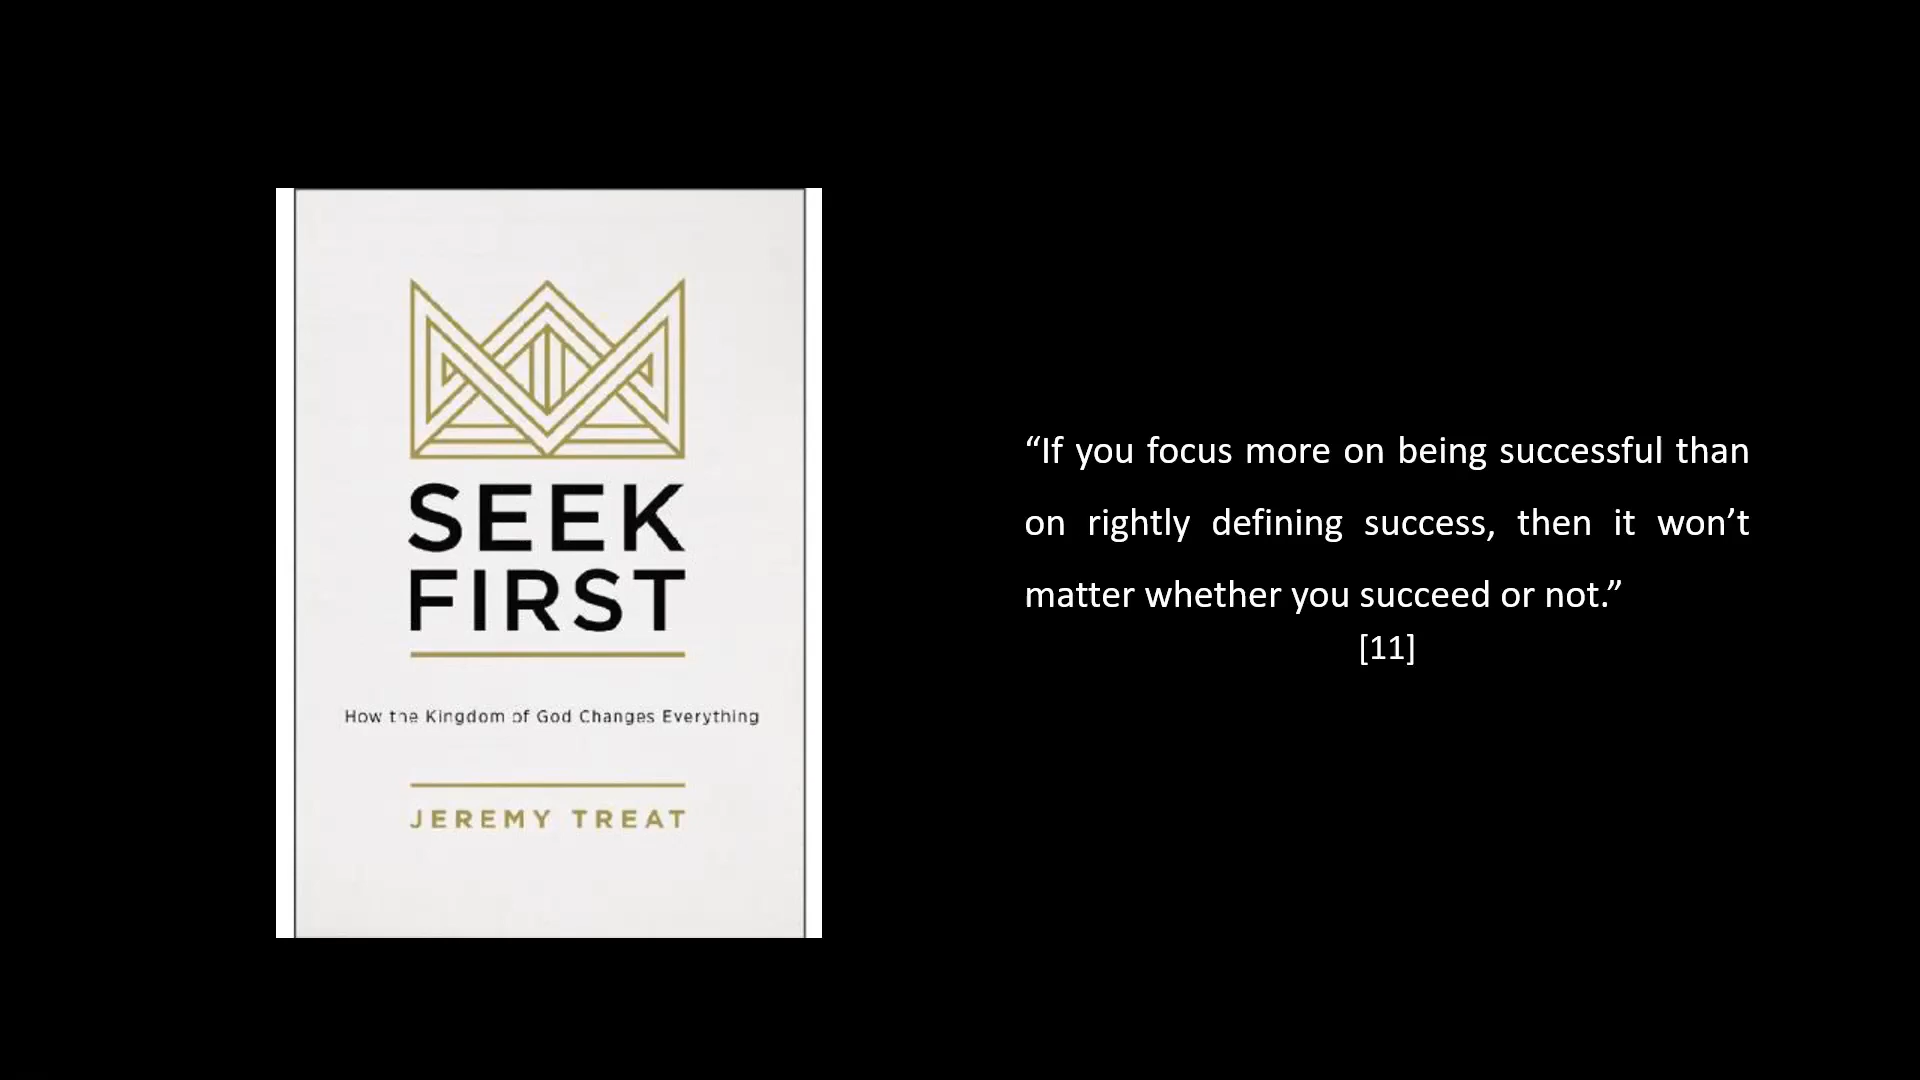 SEEK
FIRST
How the Kingdom of God Changes Everything
JEREMY TREAT
“If you focus more on being successful than
on rightly defining success, then it won’t
matter whether you succeed or not.”
[11]